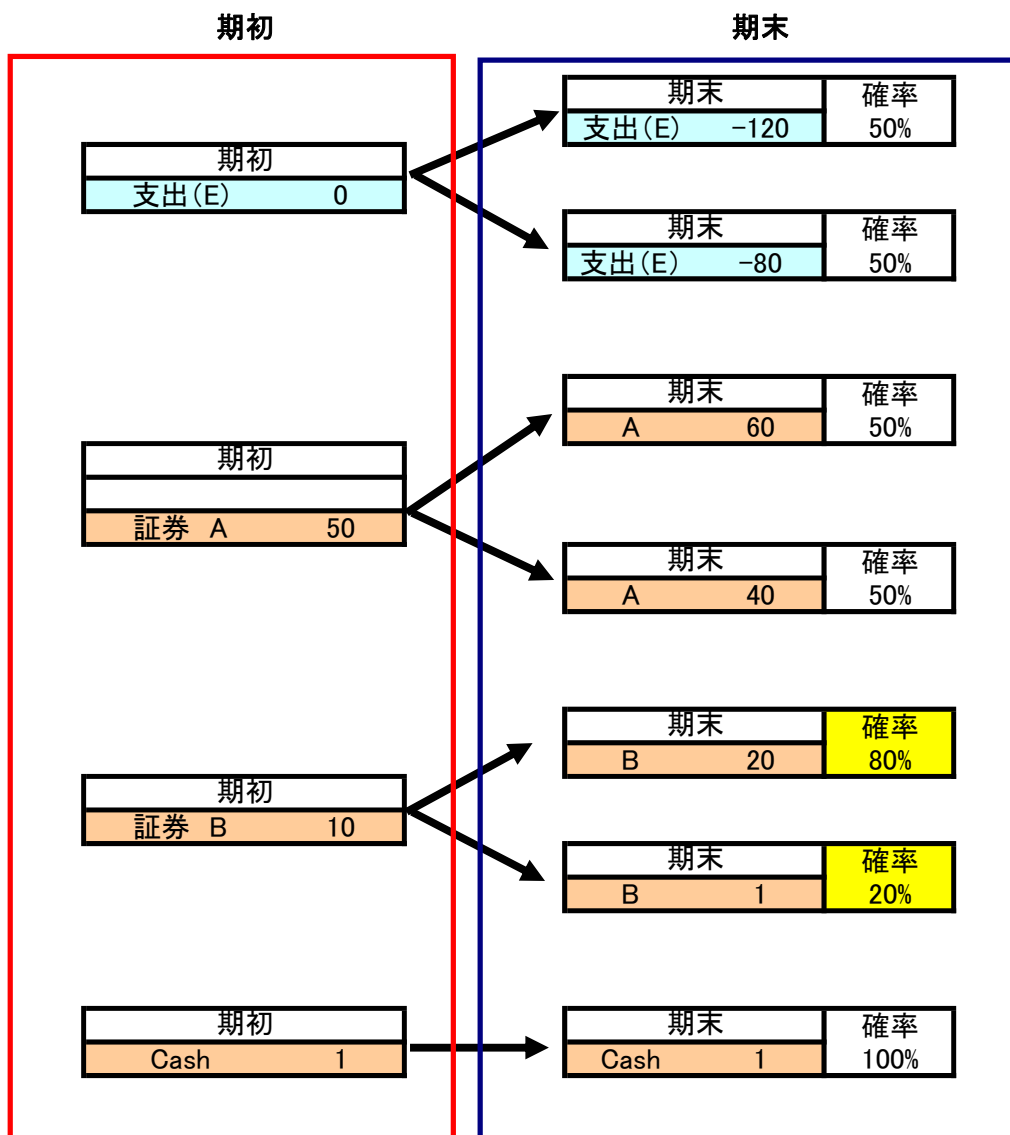 期初 期末
期初
支出(E) 0
期末 確率
支出(E) -120 50%
期末 確率
支出(E) -80 50%
期初
証券 A 50
期末 確率
A 60 50%
期末 確率
A 40 50%
期初
証券 B 10
期末 確率
B 20 80%
期末 確率
B 1 20%
期初
Cash 1
期末 確率
Cash 1 100%